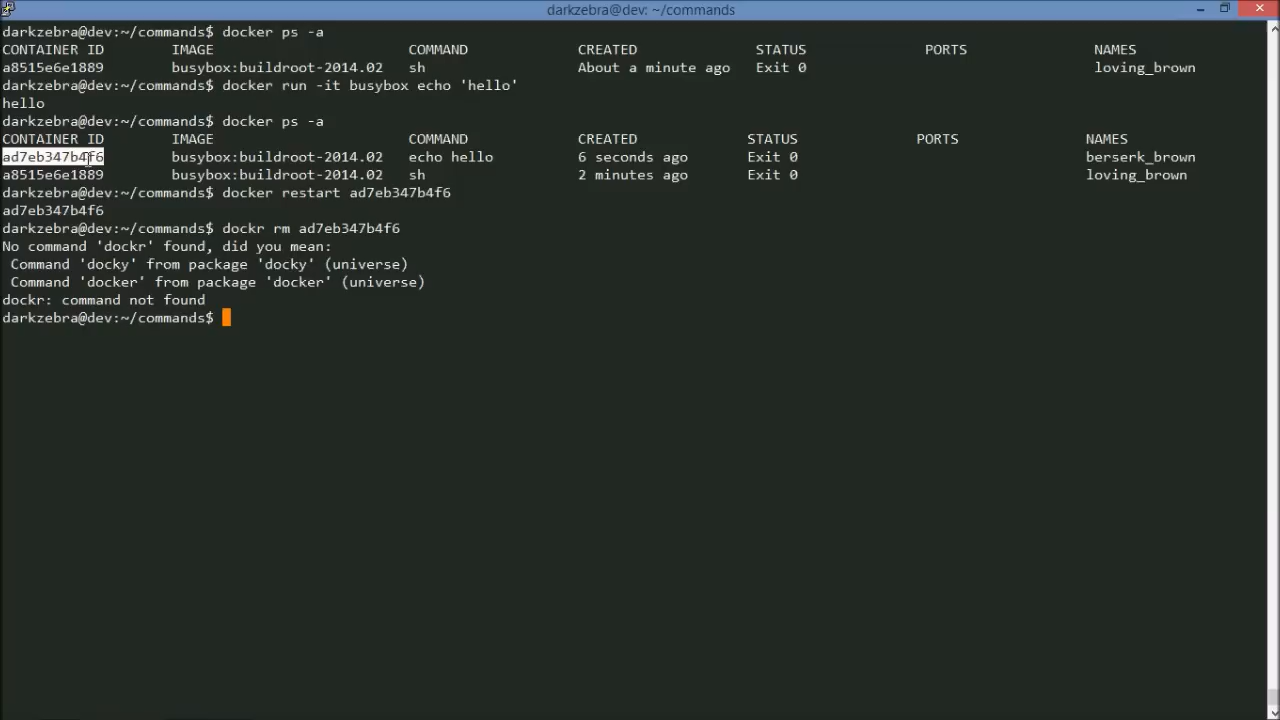 darkzebra@dev: ~/commands
darkzebra@dev:~/commands$ docker ps -a
CONTAINER ID IMAGE COMMAND CREATED STATUS PORTS NAMES
a8515e6e1889 busybox:buildroot-2014.02 sh About a minute ago Exit 0 loving_brown
darkzebra@dev:~/commands$ docker run -it busybox echo 'hello'
hello
darkzebra@dev:~/commands$ docker ps -a
CONTAINER ID IMAGE COMMAND CREATED STATUS PORTS NAMES
ad7eb347b4f6 busybox:buildroot-2014.02 echo hello 6 seconds ago Exit 0 berserk_brown
a8515e6e1889 busybox:buildroot-2014.02 sh 2 minutes ago Exit 0 loving_brown
darkzebra@dev:~/commands$ docker restart ad7eb347b4f6
ad7eb347b4f6
darkzebra@dev:~/commands$ dockr rm ad7eb347b4f6
No command 'dockr' found, did you mean:
Command 'docky' from package 'docky' (universe)
Command 'docker' from package 'docker' (universe)
dockr: command not found
darkzebra@dev:~/commands$